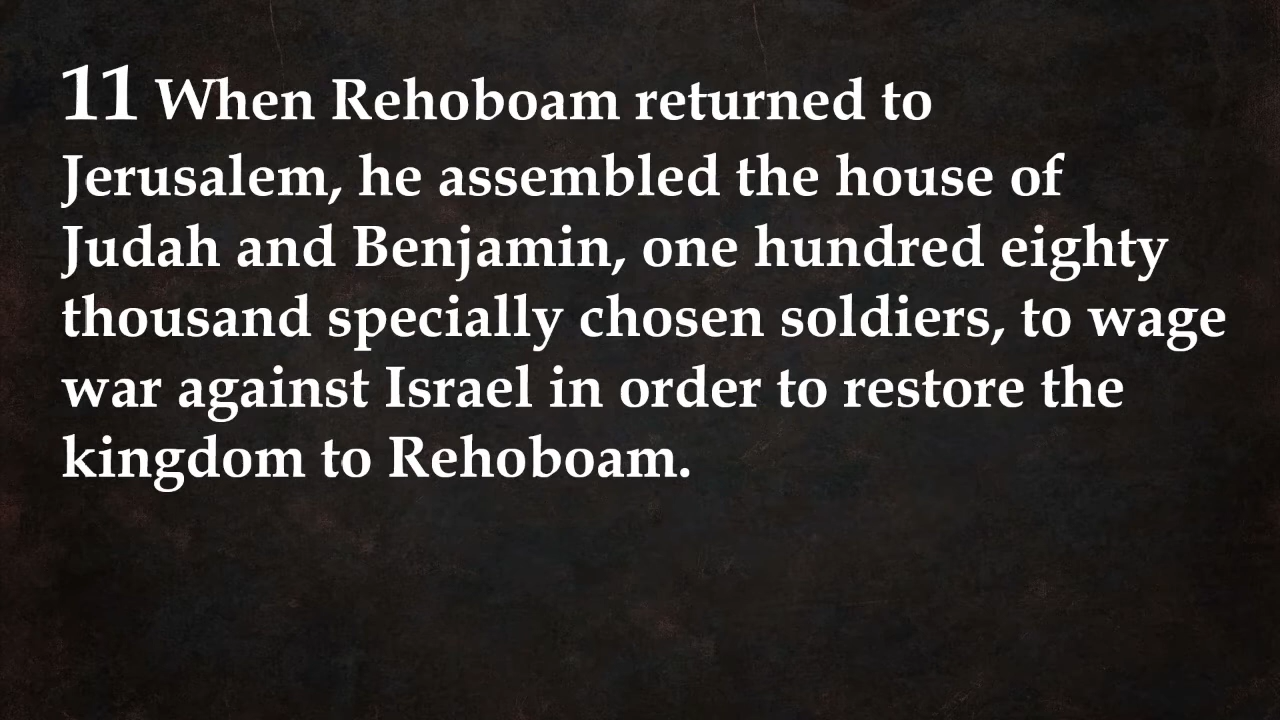 11 When Rehoboam returned to
Jerusalem, he assembled the house of
Judah and Benjamin, one hundred eighty
thousand specially chosen soldiers, to wage
war against Israel in order to restore the
kingdom to Rehoboam.